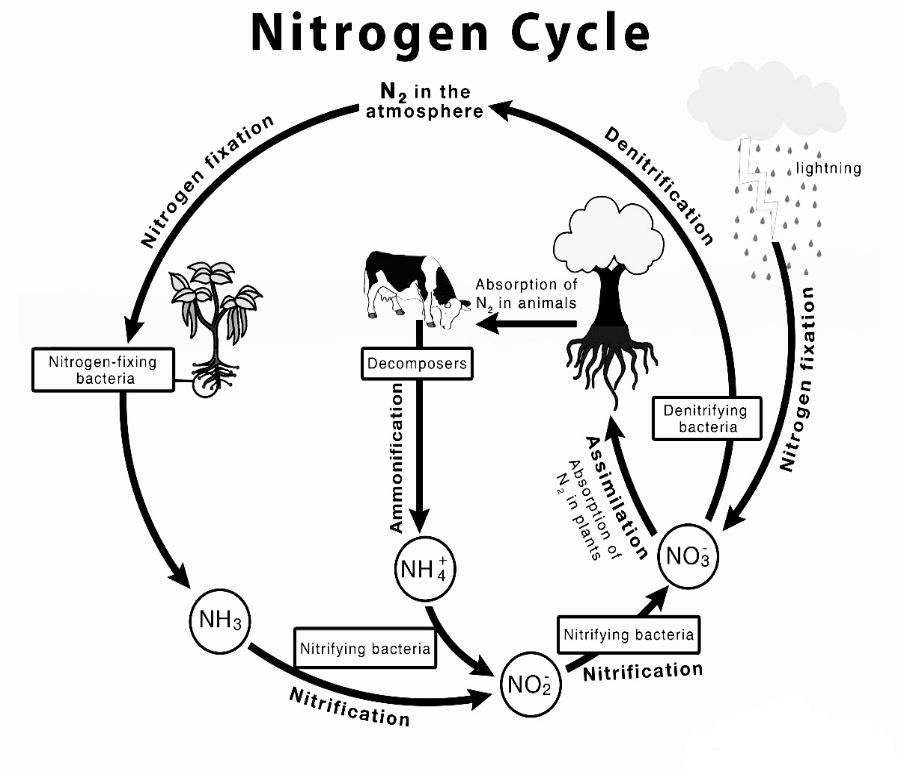 Nitrogen Cycle
N₂ in the
atmosphere
Nitrogen fixation
Denitrification
lightning
Absorption of
N₂ in animals
Nitrogen-fixing
bacteria
Decomposers
Ammonification
Nitrogen fixation
Denitrifying
bacteria
Assimilation
Absorption of
N₂ in plants
NH₄⁺
NO₃⁻
NH₃
Nitrifying bacteria
Nitrifying bacteria
NO₂⁻
Nitrification
Nitrification